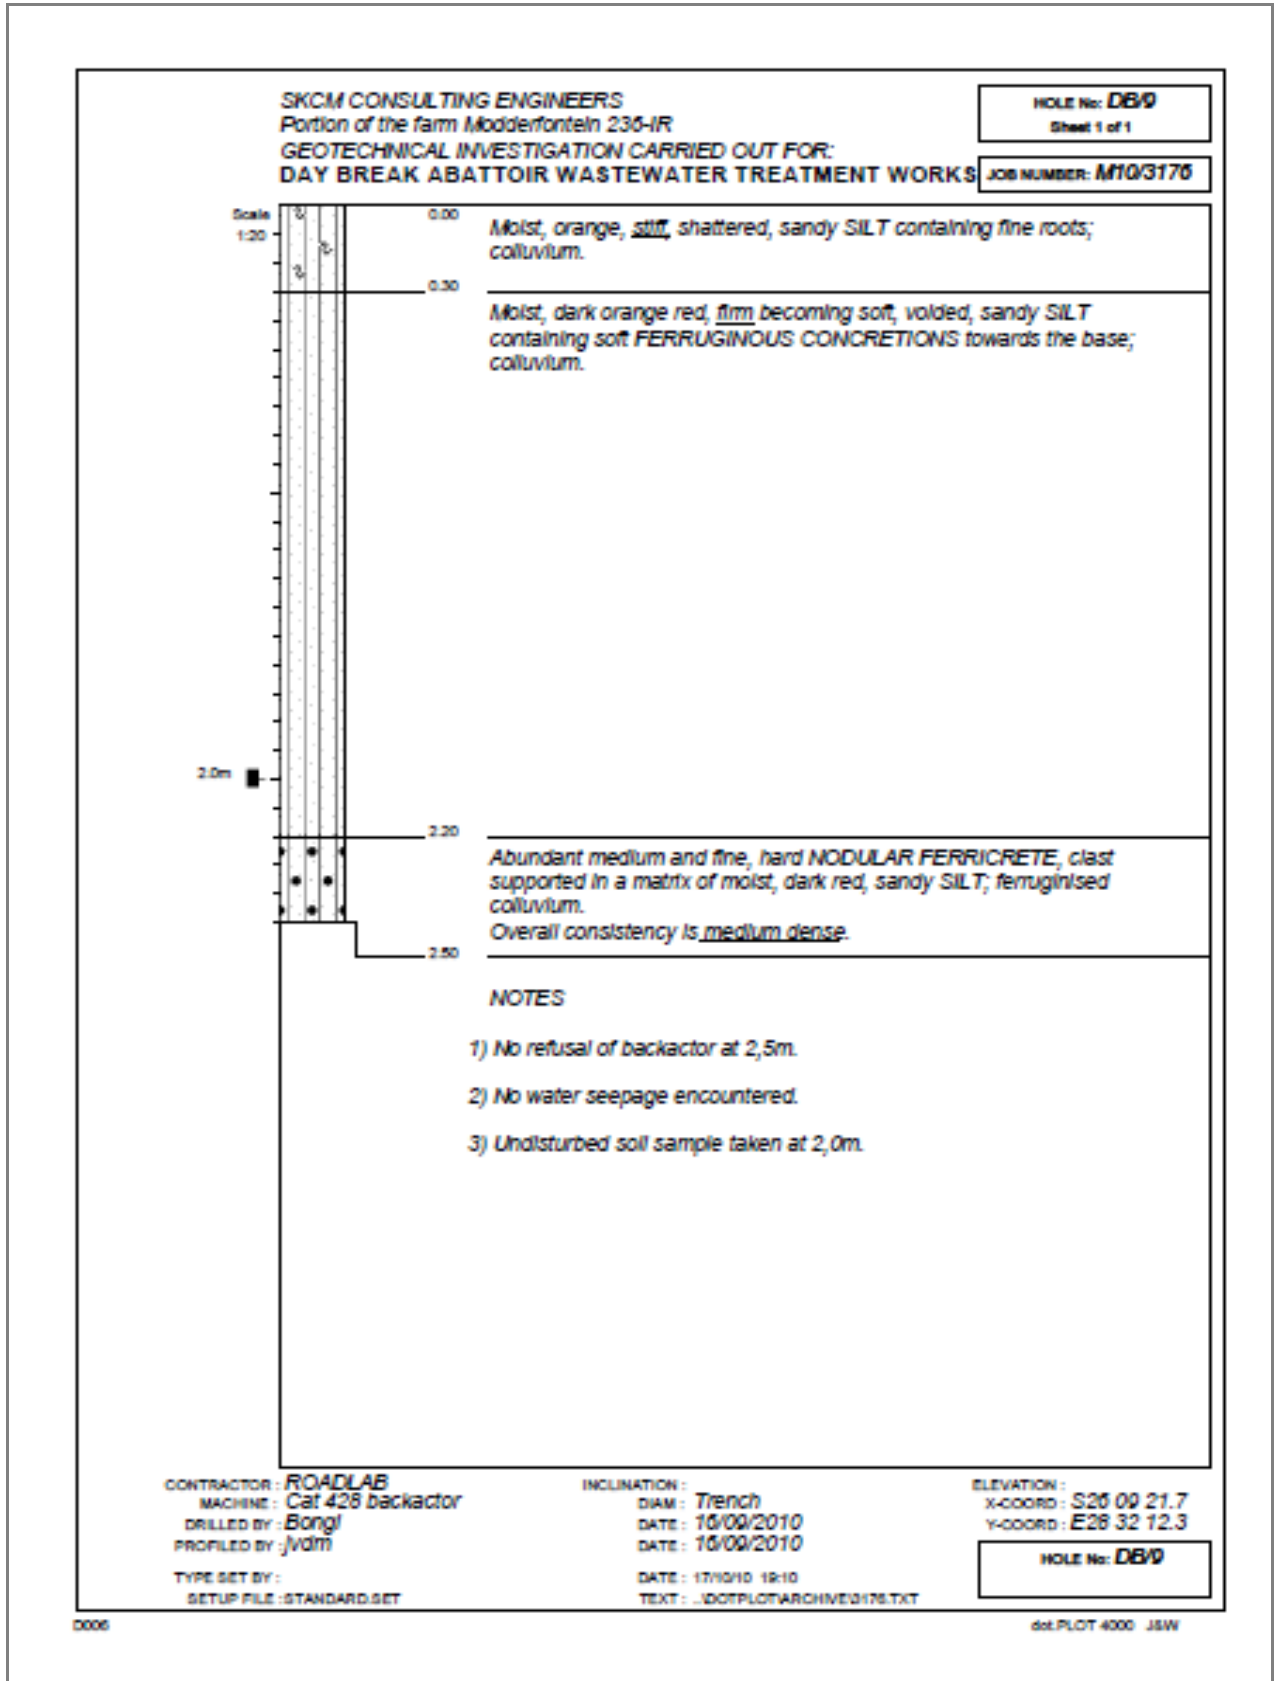 SKCM CONSULTING ENGINEERS
Portion of the farm Modderfontein 236-IR
GEOTECHNICAL INVESTIGATION CARRIED OUT FOR:
DAY BREAK ABATTOIR WASTEWATER TREATMENT WORKS
HOLE No: DB/9
Sheet 1 of 1
JOB NUMBER: M10/3176
Scale
1:20
0.00
Moist, orange, stiff, shattered, sandy SILT containing fine roots;
colluvium.
0.30
Moist, dark orange red, firm becoming soft, voided, sandy SILT
containing soft FERRUGINOUS CONCRETIONS towards the base;
colluvium.
2.0m
2.20
Abundant medium and fine, hard NODULAR FERRICRETE, clast
supported in a matrix of moist, dark red, sandy SILT; ferruginised
colluvium.
Overall consistency is medium dense.
2.50
NOTES
1) No refusal of backactor at 2,5m.
2) No water seepage encountered.
3) Undisturbed soil sample taken at 2,0m.
CONTRACTOR : ROADLAB
MACHINE : Cat 428 backactor
DRILLED BY : Bongi
PROFILED BY : jvdm
TYPE SET BY :
SETUP FILE : STANDARD.SET
INCLINATION :
DIAM : Trench
DATE : 16/09/2010
DATE : 16/09/2010
DATE : 17/10/10 19:10
TEXT : ..\DOTPLOT\ARCHIVE\3176.TXT
ELEVATION :
X-COORD : S26 09 21.7
Y-COORD : E28 32 12.3
HOLE No: DB/9
D006
dot.PLOT 4000 J&W